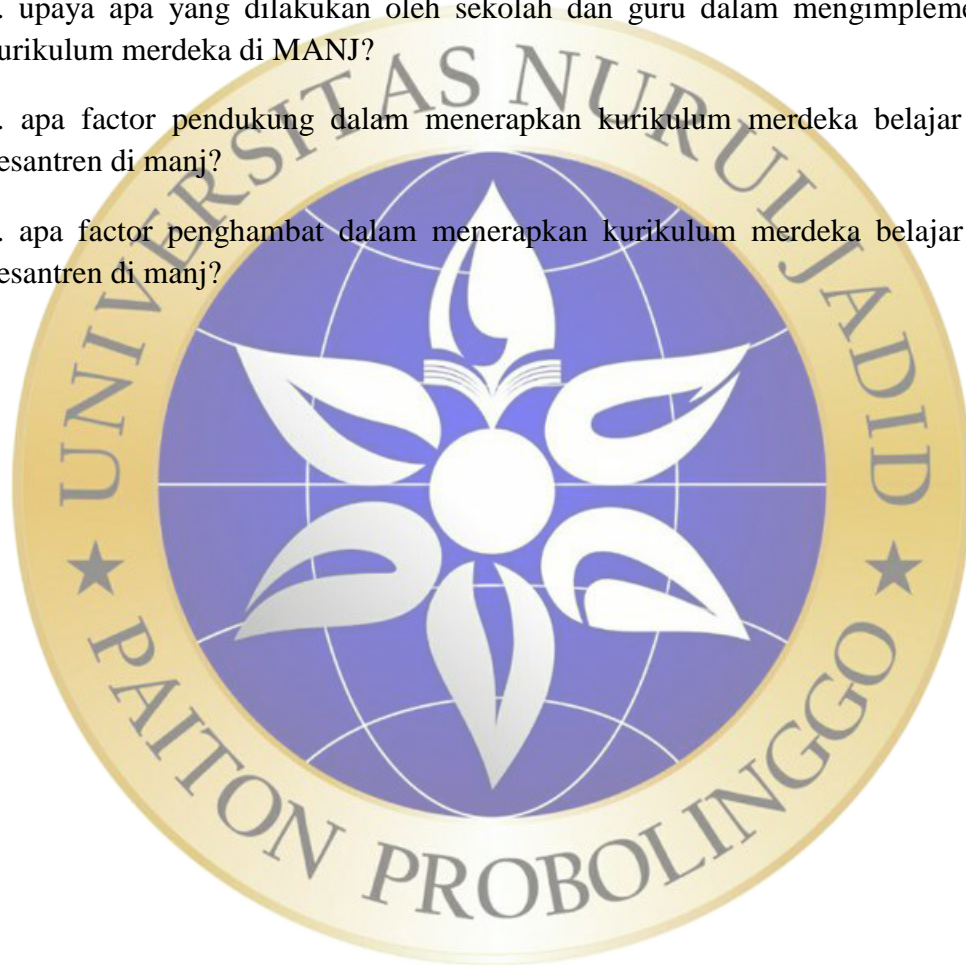 . upaya apa yang dilakukan oleh sekolah dan guru dalam mengimpleme
urikulum merdeka di MANJ?
. apa factor pendukung dalam menerapkan kurikulum merdeka belajar
esantren di manj?
. apa factor penghambat dalam menerapkan kurikulum merdeka belajar
esantren di manj?
UNIVERSITAS NURUL JADID
PAITON PROBOLINGGO